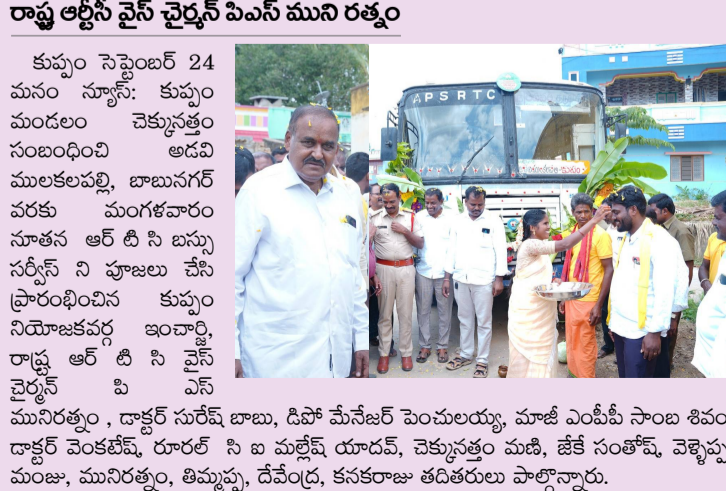 రాష్ట్ర ఆర్టీసీ వైస్ చైర్మన్ పిఎస్ ముని రత్నం
కుప్పం సెప్టెంబర్ 24
మనం న్యూస్: కుప్పం
మండలం చెక్కునత్తం
సంబంధించి అడవి
ములకలపల్లి, బాబునగర్
వరకు మంగళవారం
నూతన ఆర్ టి సి బస్సు
సర్వీస్ ని పూజలు చేసి
ప్రారంభించిన కుప్పం
నియోజకవర్గ ఇంచార్జి,
రాష్ట్ర ఆర్ టి సి వైస్
చైర్మన్ పి ఎస్
మునిరత్నం , డాక్టర్ సురేష్ బాబు, డిపో మేనేజర్ పెంచులయ్య, మాజీ ఎంపీపీ సాంబ శివం
డాక్టర్ వెంకటేష్, రూరల్ సి ఐ మల్లేష్ యాదవ్, చెక్కునత్తం మణి, జేకే సంతోష్, వెళ్ళెప్ప
మంజు, మునిరత్నం, తిమ్మప్ప, దేవేంద్ర, కనకరాజు తదితరులు పాల్గొన్నారు.
APSRTC